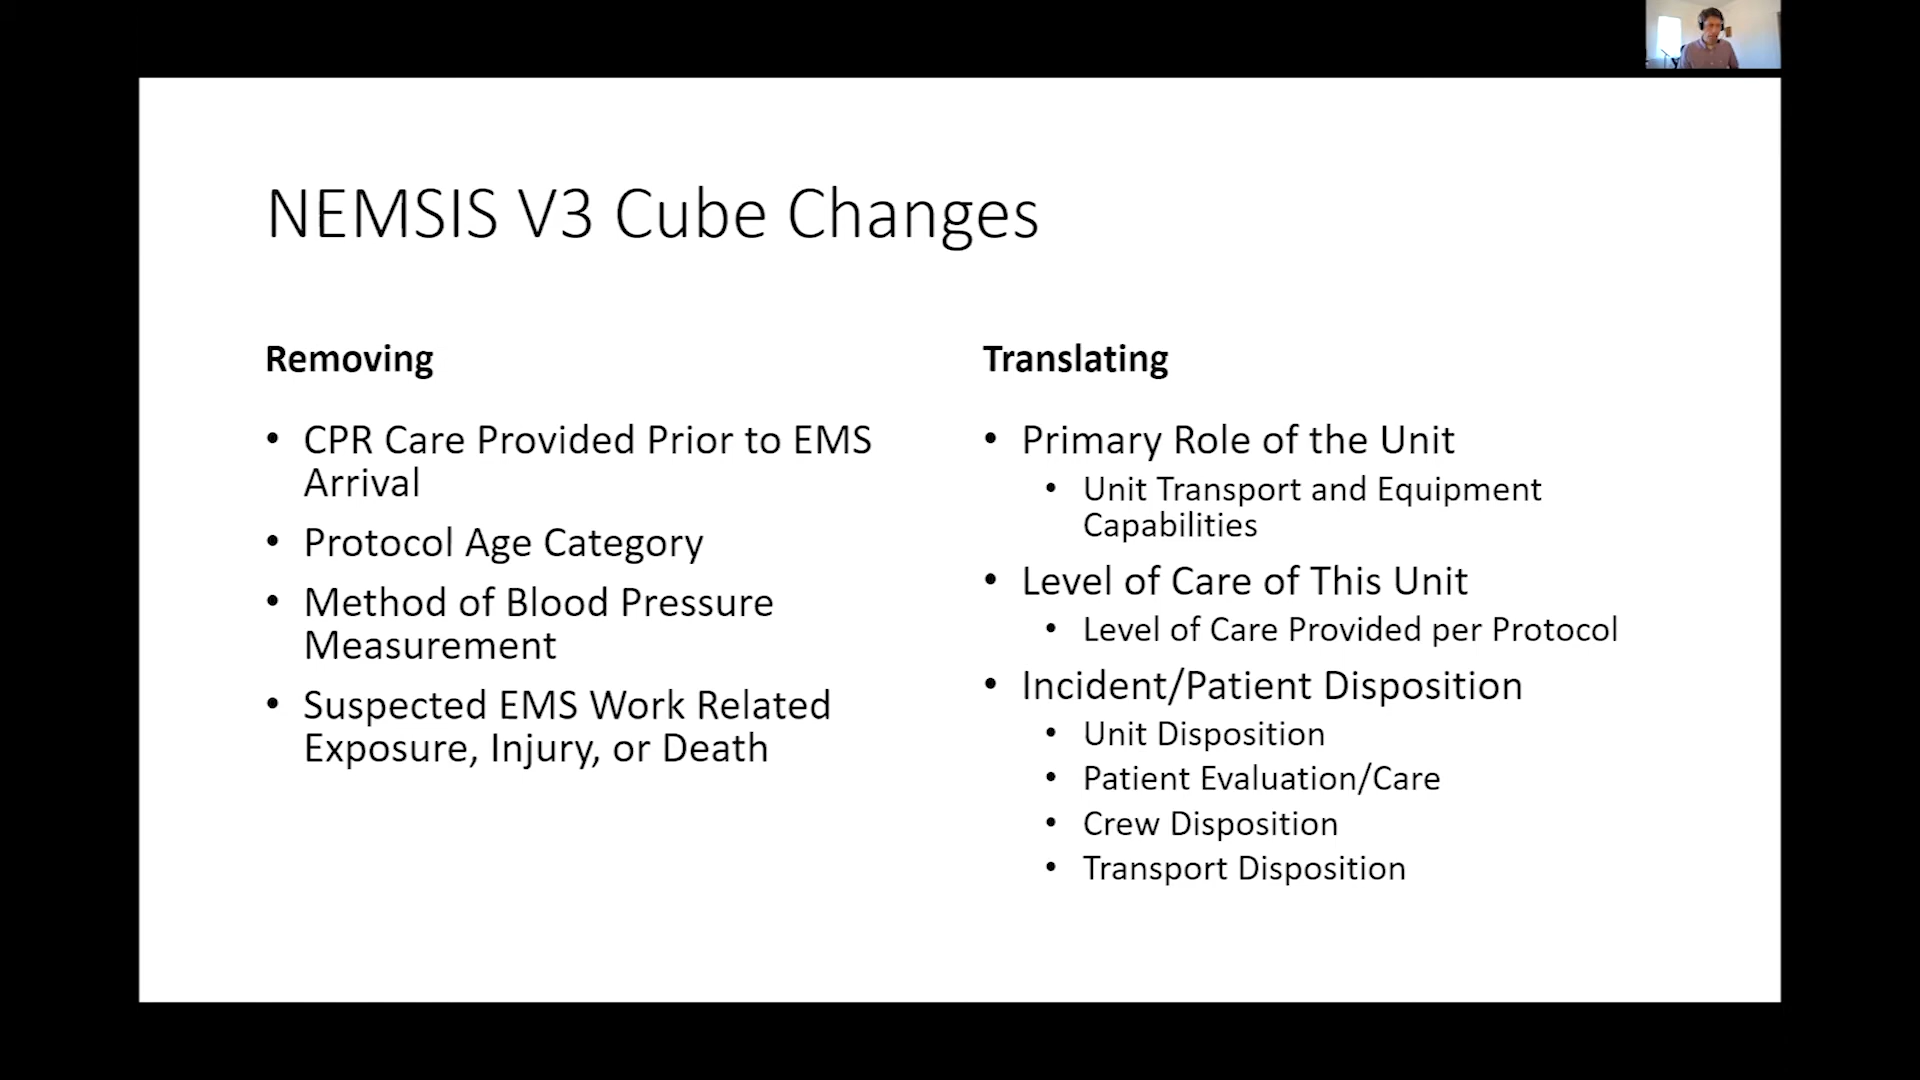 NEMSIS V3 Cube Changes
Removing
• CPR Care Provided Prior to EMS
Arrival
• Protocol Age Category
• Method of Blood Pressure
Measurement
• Suspected EMS Work Related
Exposure, Injury, or Death
Translating
• Primary Role of the Unit
• Unit Transport and Equipment
Capabilities
• Level of Care of This Unit
• Level of Care Provided per Protocol
• Incident/Patient Disposition
• Unit Disposition
• Patient Evaluation/Care
• Crew Disposition
• Transport Disposition